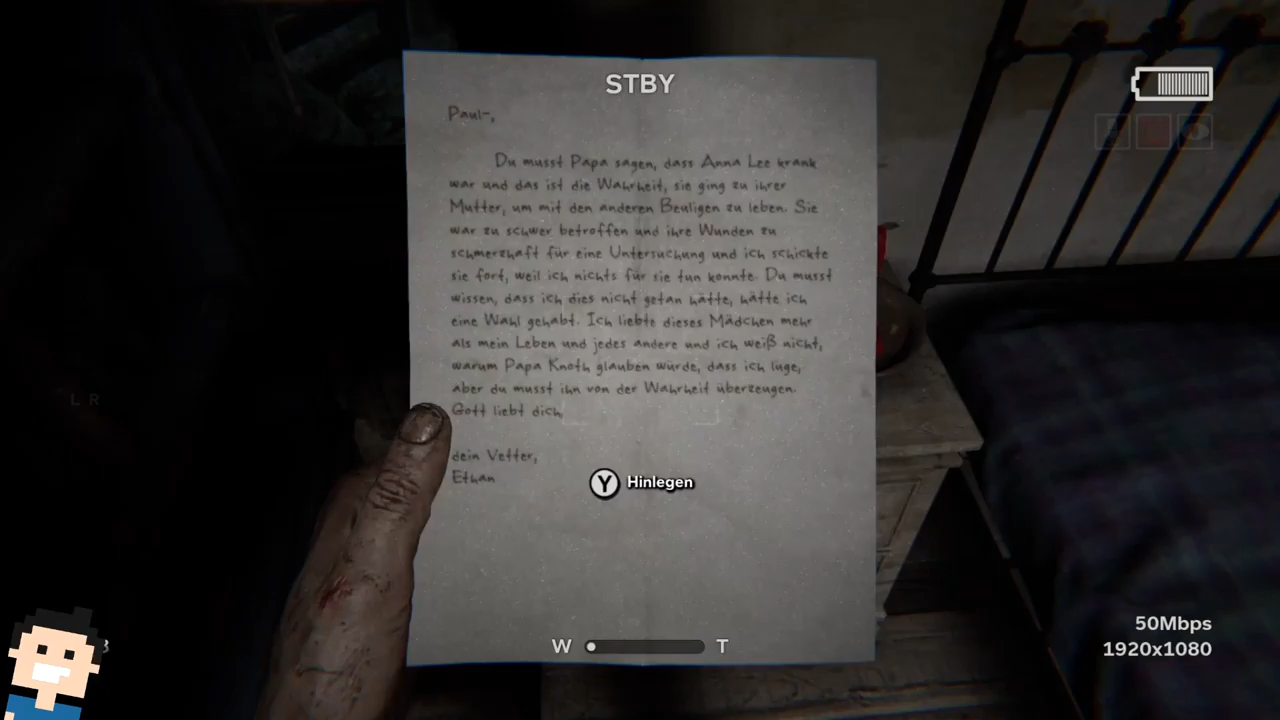 STBY
Paul-,
Du musst Papa sagen, dass Anna Lee krank
war und das ist die Wahrheit, sie ging zu ihrer
Mutter, um mit den anderen Beuligen zu leben. Sie
war zu schwer betroffen und ihre Wunden zu
schmerzhaft für eine Untersuchung und ich schickte
sie fort, weil ich nichts für sie tun konnte. Du musst
wissen, dass ich dies nicht getan hätte, hätte ich
eine Wahl gehabt. Ich liebte dieses Mädchen mehr
als mein Leben und jedes andere und ich weiß nicht,
warum Papa Knoth glauben würde, dass ich lüge,
aber du musst ihn von der Wahrheit überzeugen.
L R
Gott liebt dich,
dein Vetter,
Ethan
Y Hinlegen
50Mbps
W T
1920x1080